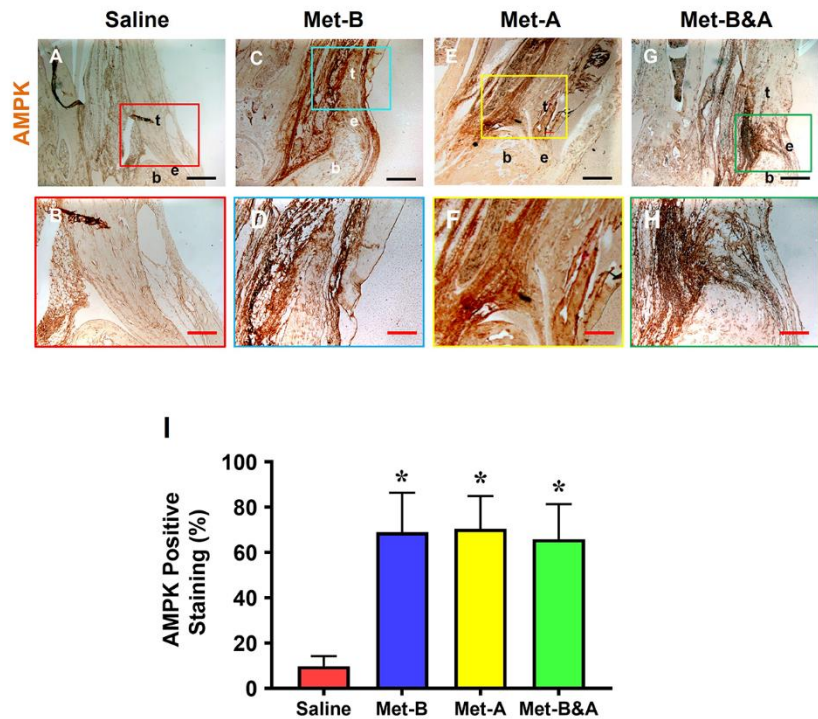 Saline Met-B Met-A Met-B&A
AMPK
A C E G
t t t t
e e e e
b b b b
B D F H
I
* * *
100
80
60
40
20
0
AMPK Positive
Staining (%)
Saline Met-B Met-A Met-B&A